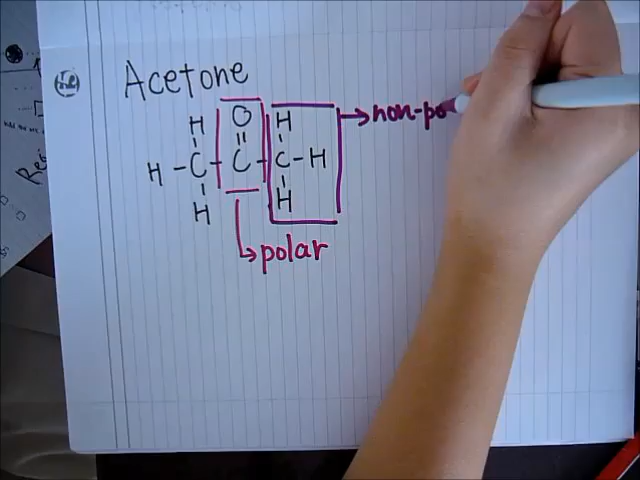 Acetone
H O H
H-C-C-C-H
H H
→non-po
→polar